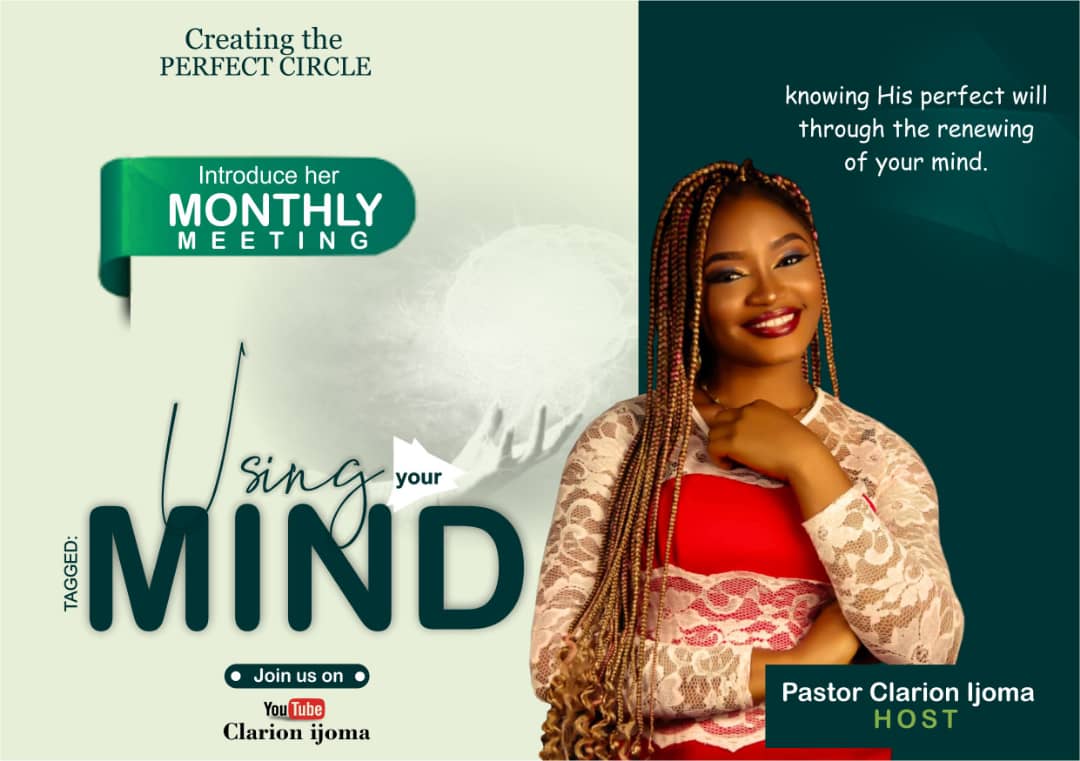 Creating the
PERFECT CIRCLE
Introduce her
MONTHLY
MEETING
TAGGED:
Using your
MIND
Join us on
YouTube
Clarion ijoma
knowing His perfect will
through the renewing
of your mind.
Pastor Clarion Ijoma
HOST